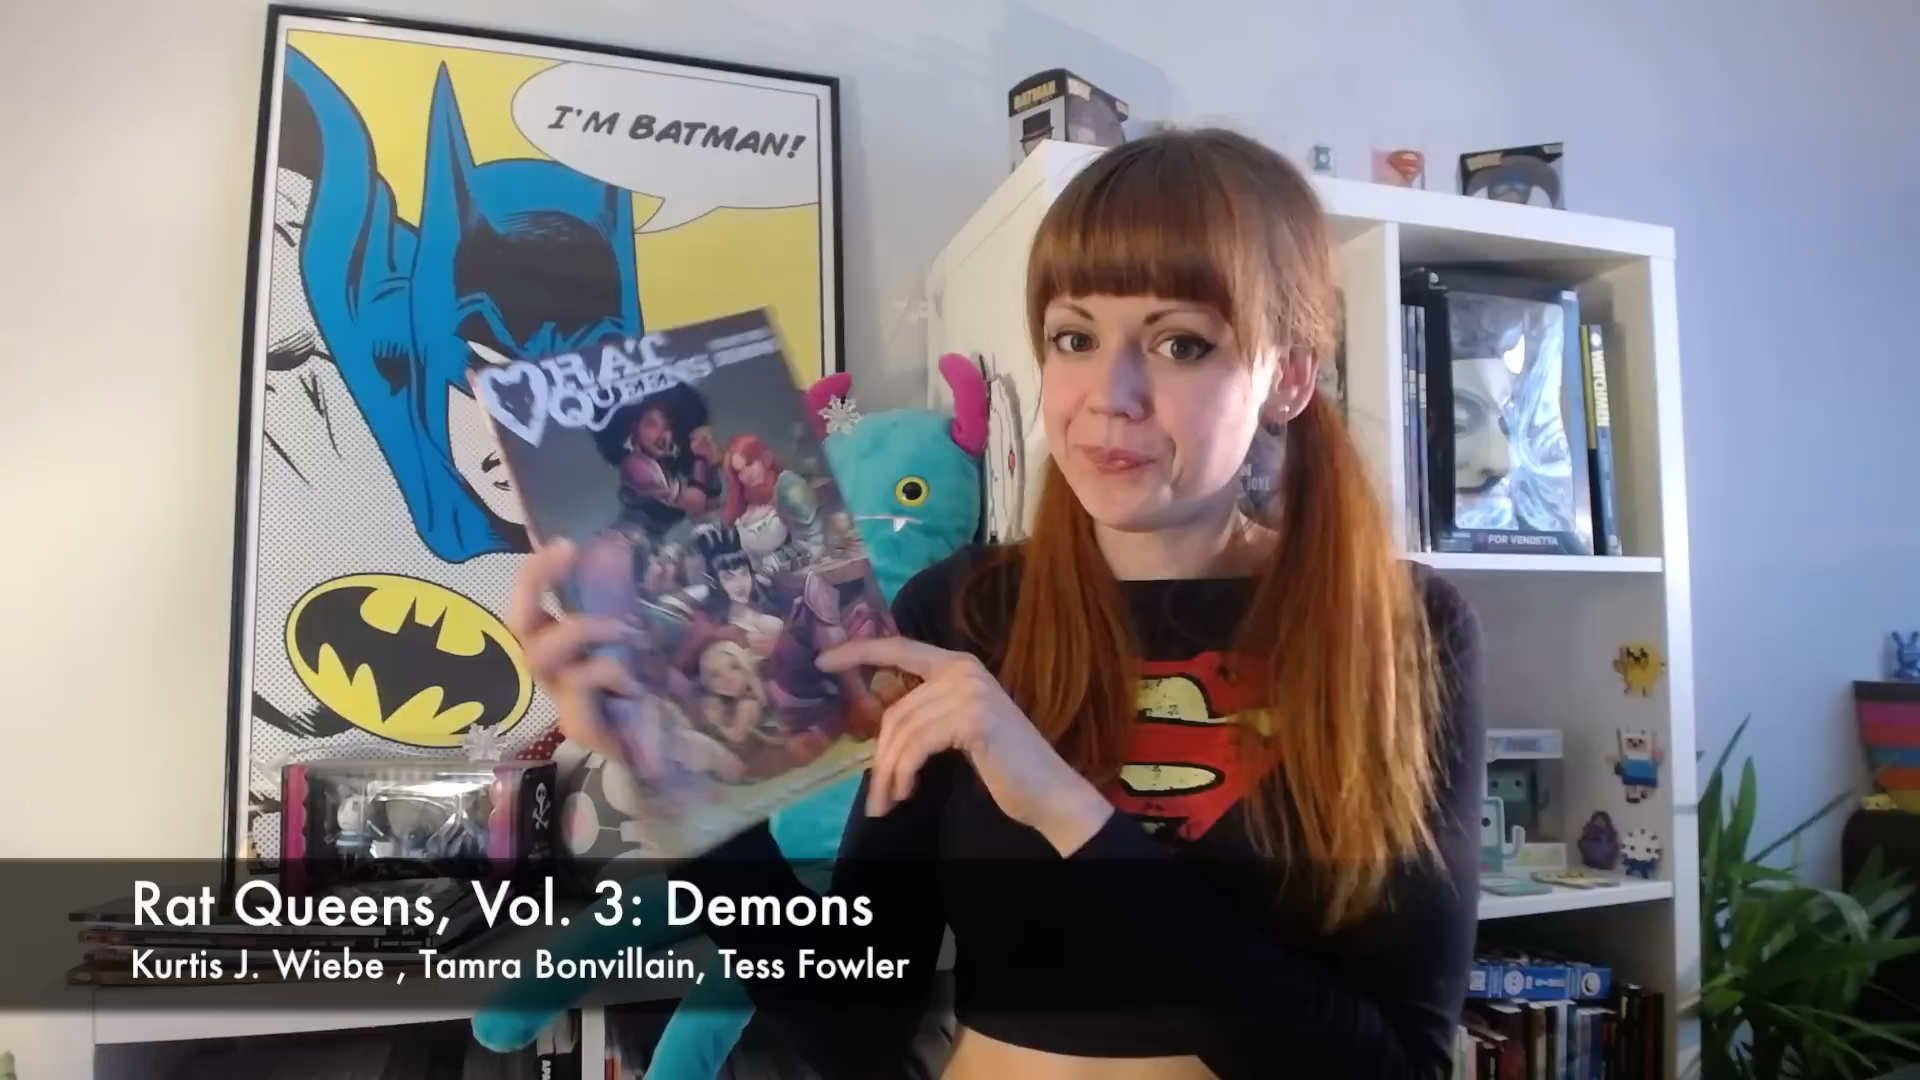 I'M BATMAN!
BATMAN
RAT
QUEENS
FOR VENDETTA
WATCHMEN
Rat Queens, Vol. 3: Demons
Kurtis J. Wiebe , Tamra Bonvillain, Tess Fowler